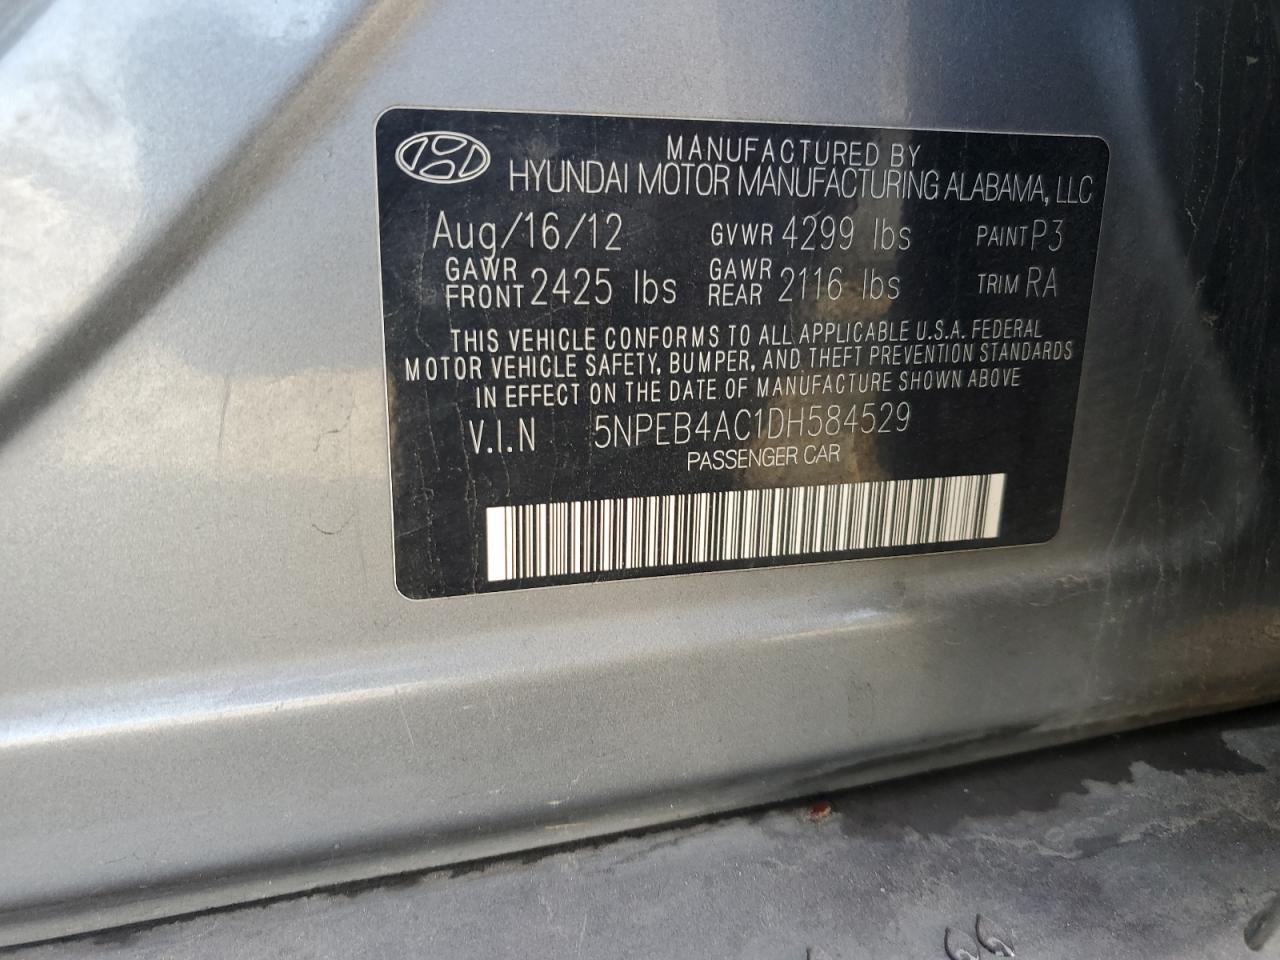 MANUFACTURED BY
HYUNDAI MOTOR MANUFACTURING ALABAMA, LLC
Aug/16/12 GVWR 4299 lbs PAINT P3
GAWR FRONT 2425 lbs GAWR REAR 2116 lbs TRIM RA
THIS VEHICLE CONFORMS TO ALL APPLICABLE U.S.A. FEDERAL
MOTOR VEHICLE SAFETY, BUMPER, AND THEFT PREVENTION STANDARDS
IN EFFECT ON THE DATE OF MANUFACTURE SHOWN ABOVE
V.I.N 5NPEB4AC1DH584529
PASSENGER CAR